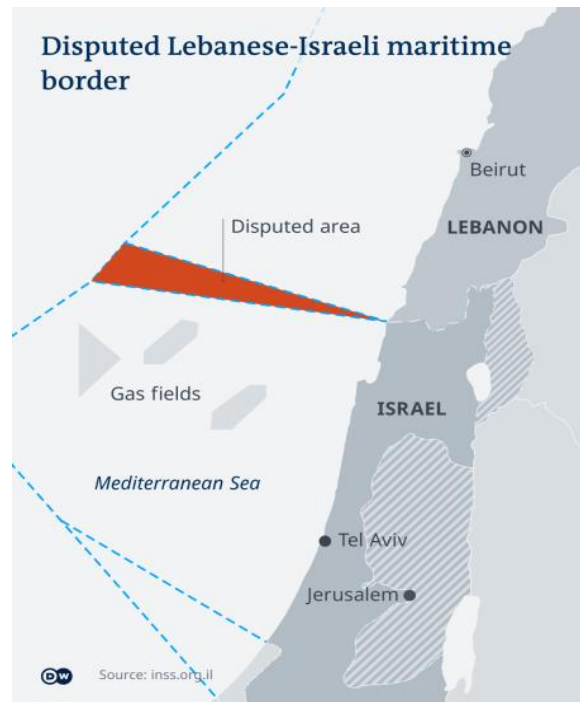 Disputed Lebanese-Israeli maritime
border
Beirut
Disputed area
LEBANON
Gas fields
ISRAEL
Mediterranean Sea
Tel Aviv
Jerusalem
DW
Source: inss.org.il